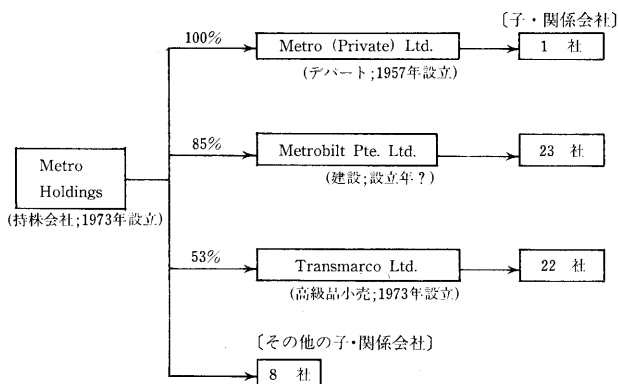 〔子・関係会社〕
100%
Metro (Private) Ltd.
1 社
(デパート;1957年設立)
85%
Metrobilt Pte. Ltd.
23 社
(建設;設立年?)
Metro
Holdings
(持株会社;1973年設立)
53%
Transmarco Ltd.
22 社
(高級品小売;1973年設立)
〔その他の子・関係会社〕
8 社